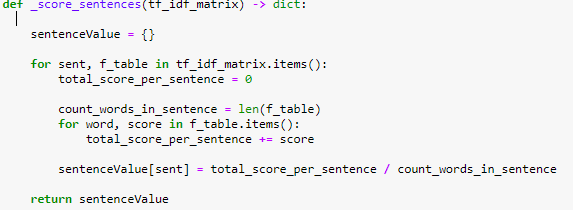 def _score_sentences(tf_idf_matrix) -> dict:
    sentenceValue = {}
    for sent, f_table in tf_idf_matrix.items():
        total_score_per_sentence = 0
        count_words_in_sentence = len(f_table)
        for word, score in f_table.items():
            total_score_per_sentence += score
        sentenceValue[sent] = total_score_per_sentence / count_words_in_sentence
    return sentenceValue